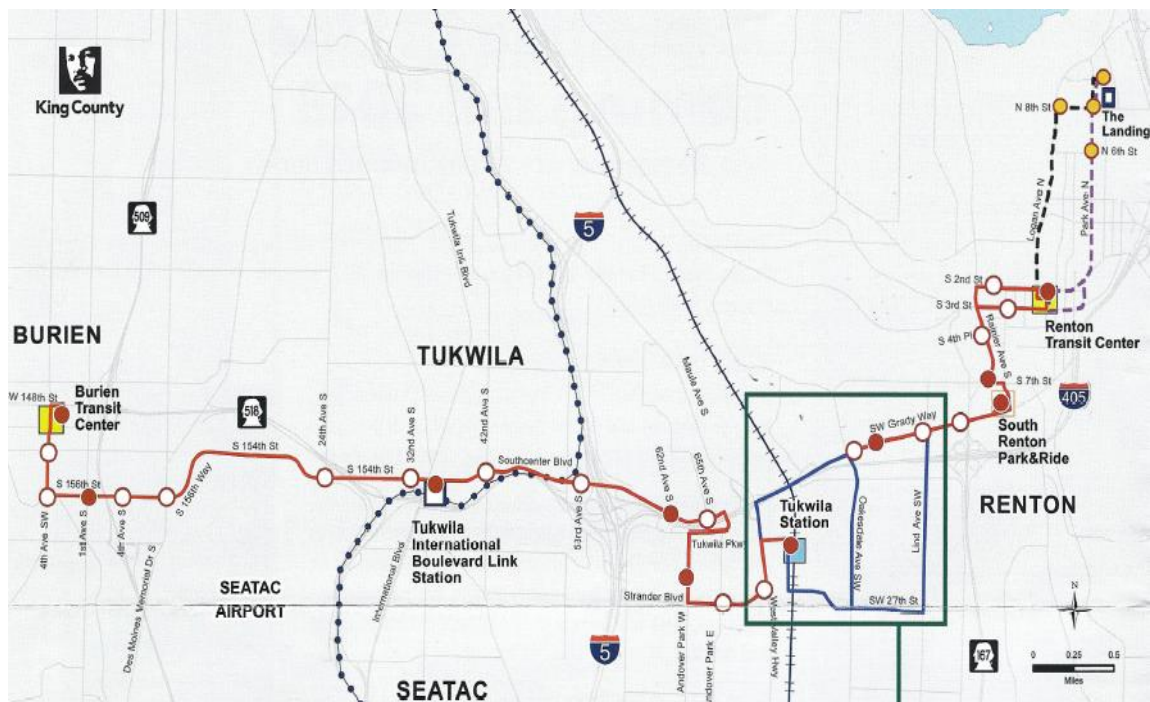 King County
509
BURIEN
W 148th St
Burien
Transit
Center
518
S 154th St
S 156th St
S 156th Way
4th Ave SW
1st Ave S
4th Ave S
Des Moines Memorial Dr S
24th Ave S
S 154th St
32nd Ave S
42nd Ave S
Tukwila Intl. Blvd
TUKWILA
Southcenter Blvd
53rd Ave S
Tukwila
International
Boulevard Link
Station
International Blvd
SEATAC
AIRPORT
SEATAC
5
5
Maule Ave S
62nd Ave S
65th Ave S
Tukwila Pkwy
Strander Blvd
Andover Park W
ndover Park E
West Valley Hwy
Tukwila
Station
SW Grady Way
Oakesdale Ave SW
Lind Ave SW
SW 27th St
N 8th St
The
Landing
N 6th St
Logan Ave N
Park Ave N
S 2nd St
S 3rd St
S 4th Pl
Rainier Ave S
Renton
Transit Center
S 7th St
405
South
Renton
Park&Ride
RENTON
167
N
0 0.25 0.5
Miles